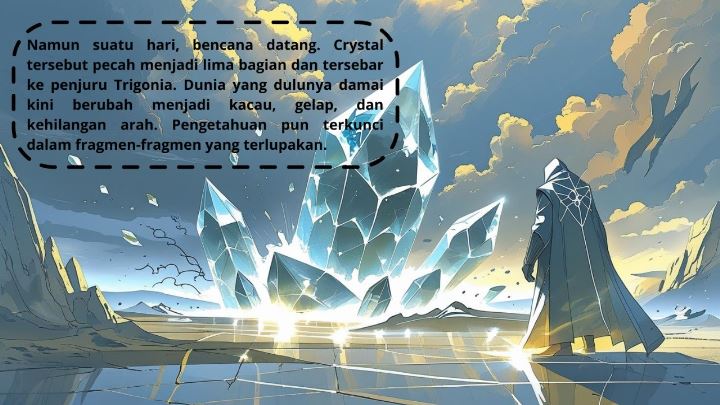 Namun suatu hari, bencana datang. Crystal
tersebut pecah menjadi lima bagian dan tersebar
ke penjuru Trigonia. Dunia yang dulunya damai
kini berubah menjadi kacau, gelap, dan
kehilangan arah. Pengetahuan pun terkunci
dalam fragmen-fragmen yang terlupakan.